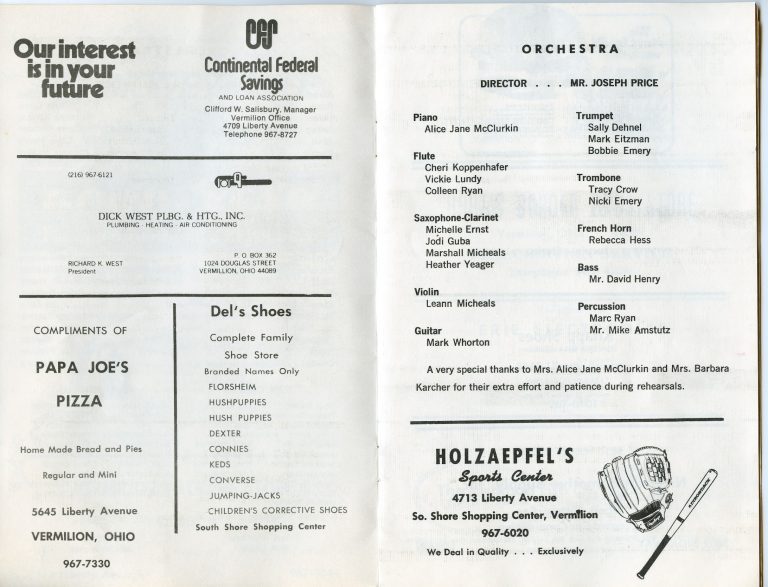 Our interest
is in your
future
CFS
Continental Federal
Savings
AND LOAN ASSOCIATION
Clifford W. Salisbury, Manager
Vermilion Office
4709 Liberty Avenue
Telephone 967-8727
(216) 967-6121
DICK WEST PLBG. & HTG., INC.
PLUMBING - HEATING - AIR CONDITIONING
RICHARD K. WEST
President
P. O. BOX 362
1024 DOUGLAS STREET
VERMILLION, OHIO 44089
COMPLIMENTS OF
PAPA JOE'S
PIZZA
Home Made Bread and Pies
Regular and Mini
5645 Liberty Avenue
VERMILION, OHIO
967-7330
Del's Shoes
Complete Family
Shoe Store
Branded Names Only
FLORSHEIM
HUSHPUPPIES
HUSH PUPPIES
DEXTER
CONNIES
KEDS
CONVERSE
JUMPING-JACKS
CHILDREN'S CORRECTIVE SHOES
South Shore Shopping Center
ORCHESTRA
DIRECTOR . . . MR. JOSEPH PRICE
Piano
Alice Jane McClurkin
Flute
Cheri Koppenhafer
Vickie Lundy
Colleen Ryan
Saxophone-Clarinet
Michelle Ernst
Jodi Guba
Marshall Micheals
Heather Yeager
Violin
Leann Micheals
Guitar
Mark Whorton
Trumpet
Sally Dehnel
Mark Eitzman
Bobbie Emery
Trombone
Tracy Crow
Nicki Emery
French Horn
Rebecca Hess
Bass
Mr. David Henry
Percussion
Marc Ryan
Mr. Mike Amstutz
A very special thanks to Mrs. Alice Jane McClurkin and Mrs. Barbara
Karcher for their extra effort and patience during rehearsals.
HOLZAEPFEL'S
Sports Center
4713 Liberty Avenue
So. Shore Shopping Center, Vermilion
967-6020
We Deal in Quality . . . Exclusively